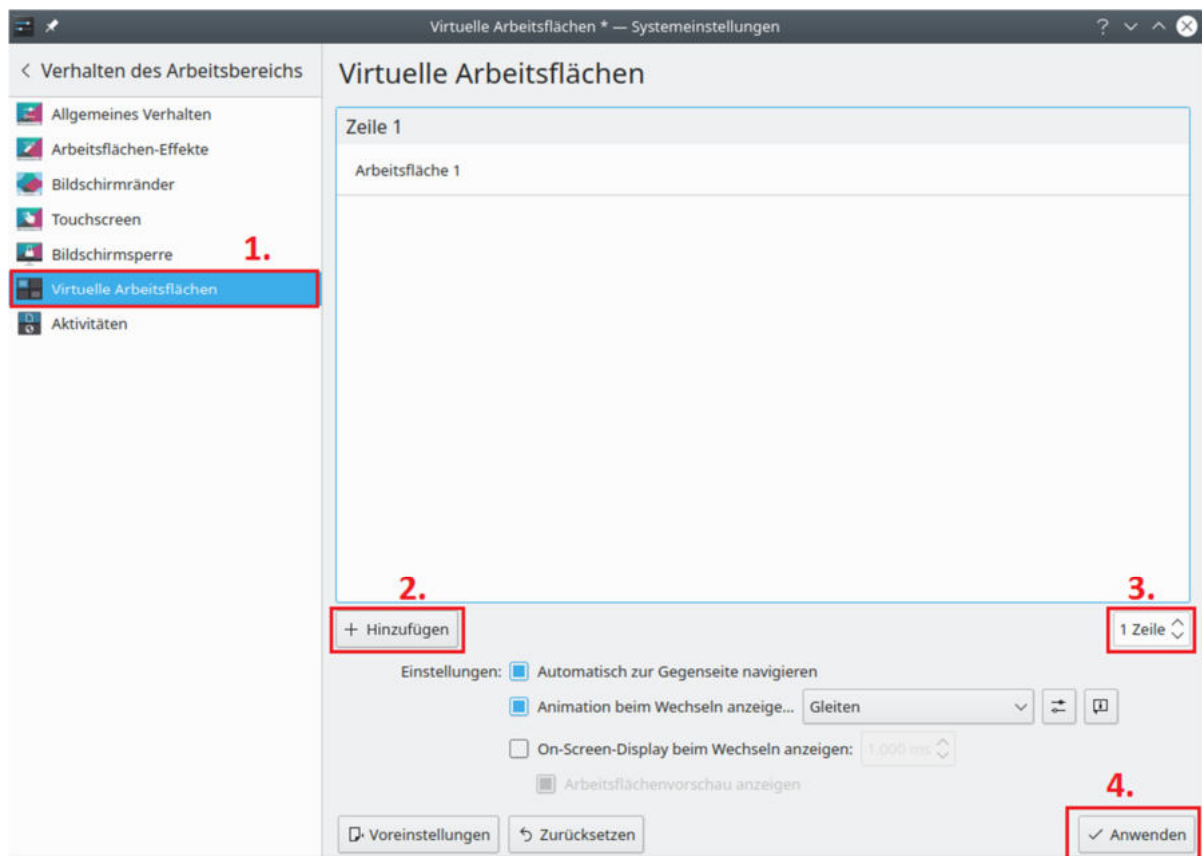 Virtuelle Arbeitsflächen * — Systemeinstellungen
Verhalten des Arbeitsbereichs
Allgemeines Verhalten
Arbeitsflächen-Effekte
Bildschirmränder
Touchscreen
Bildschirmsperre
1.
Virtuelle Arbeitsflächen
Aktivitäten
Virtuelle Arbeitsflächen
Zeile 1
Arbeitsfläche 1
2.
3.
+ Hinzufügen
1 Zeile
Einstellungen: Automatisch zur Gegenseite navigieren
Animation beim Wechseln anzeige... Gleiten
On-Screen-Display beim Wechseln anzeigen: 1.000 ms
Arbeitsflächenvorschau anzeigen
4.
Voreinstellungen
Zurücksetzen
Anwenden